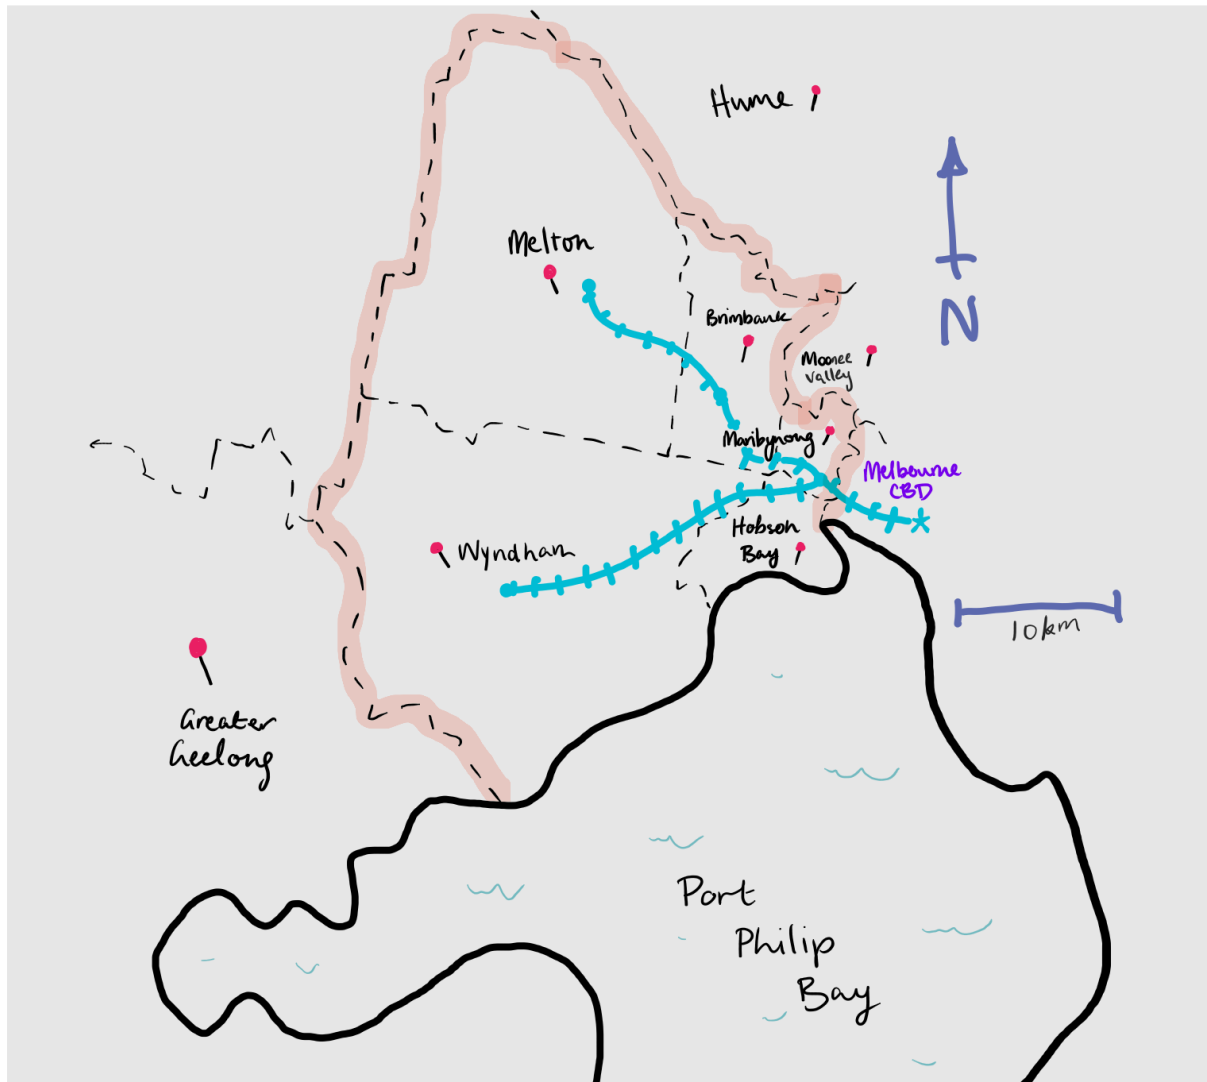 Hume
Melton
N
Brimbank
Moonee
Valley
Maribyrnong
Melbourne
CBD
Hobson
Bay
Wyndham
10km
Greater
Geelong
Port
Philip
Bay